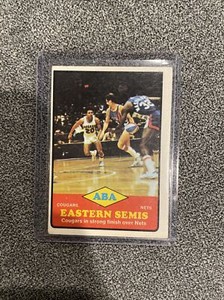 ABA
COUGARS
NETS
EASTERN SEMIS
Cougars in strong finish over Nets.